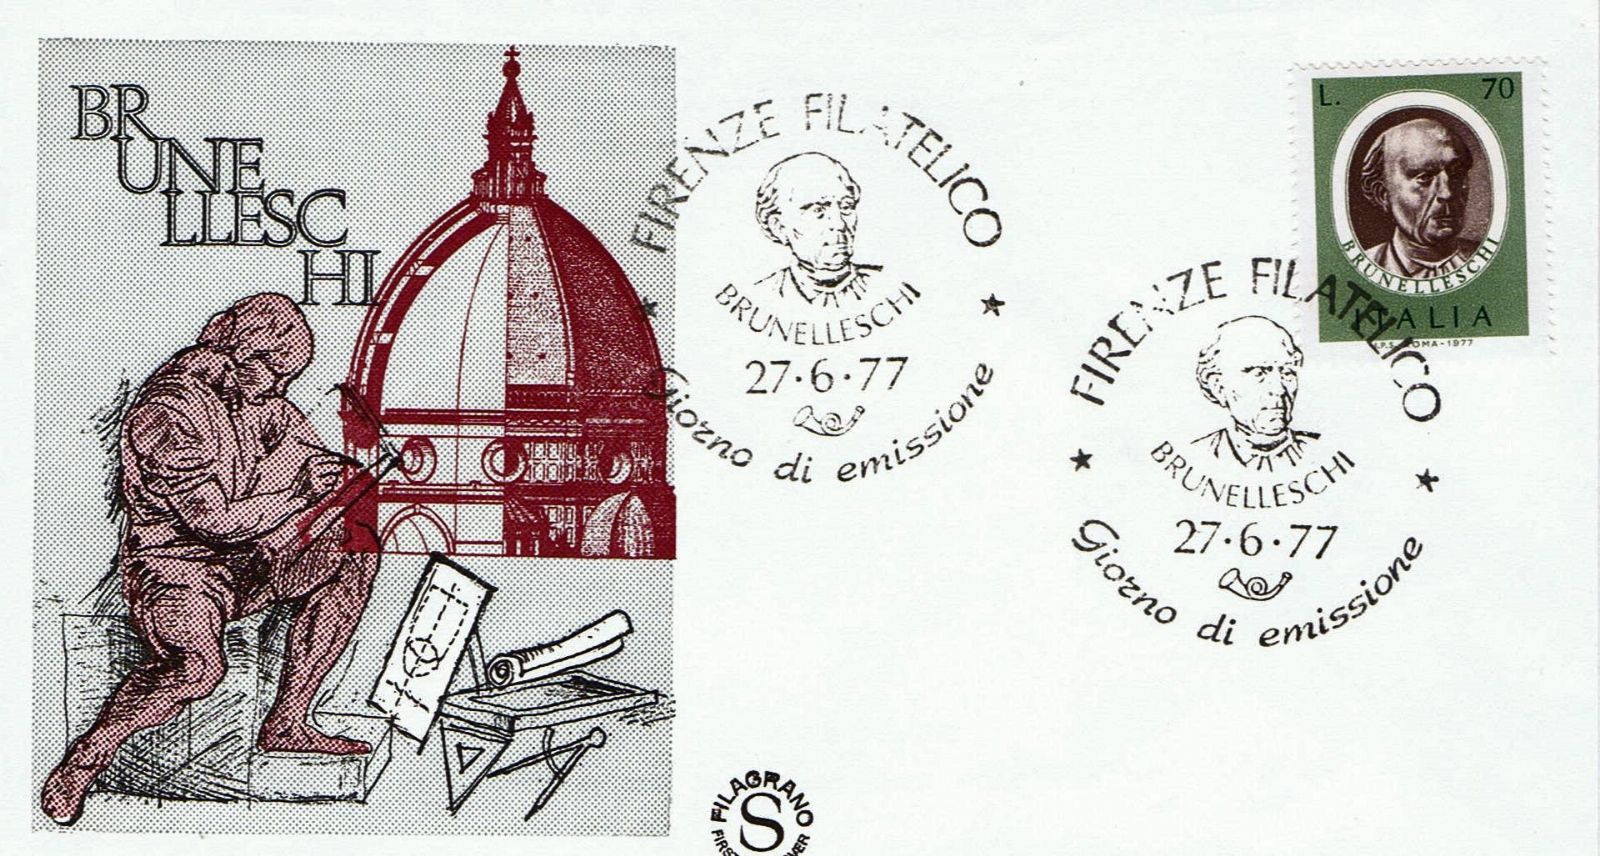 BR
UNE
LLESC
HI
FIRENZE FILATELICO
BRUNELLESCHI
27·6·77
Giorno di emissione
L. 70
BRUNELLESCHI
ITALIA
I.P.S. ROMA-1977
FIRENZE FILATELICO
BRUNELLESCHI
27·6·77
Giorno di emissione
FILAGRANO
S